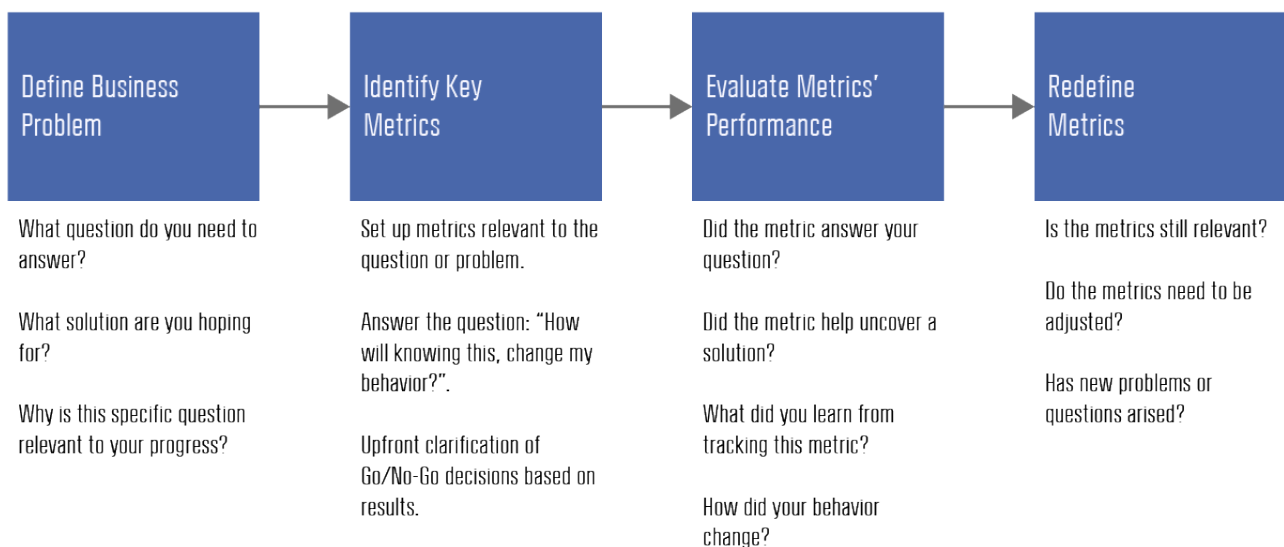 Define Business
Problem
Identify Key
Metrics
Evaluate Metrics'
Performance
Redefine
Metrics
What question do you need to
answer?
What solution are you hoping
for?
Why is this specific question
relevant to your progress?
Set up metrics relevant to the
question or problem.
Answer the question: “How
will knowing this, change my
behavior?”.
Upfront clarification of
Go/No-Go decisions based on
results.
Did the metric answer your
question?
Did the metric help uncover a
solution?
What did you learn from
tracking this metric?
How did your behavior
change?
Is the metrics still relevant?
Do the metrics need to be
adjusted?
Has new problems or
questions arised?